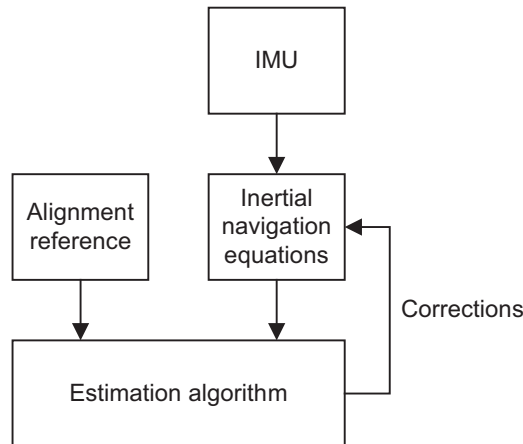 IMU
Alignment
reference
Inertial
navigation
equations
Corrections
Estimation algorithm